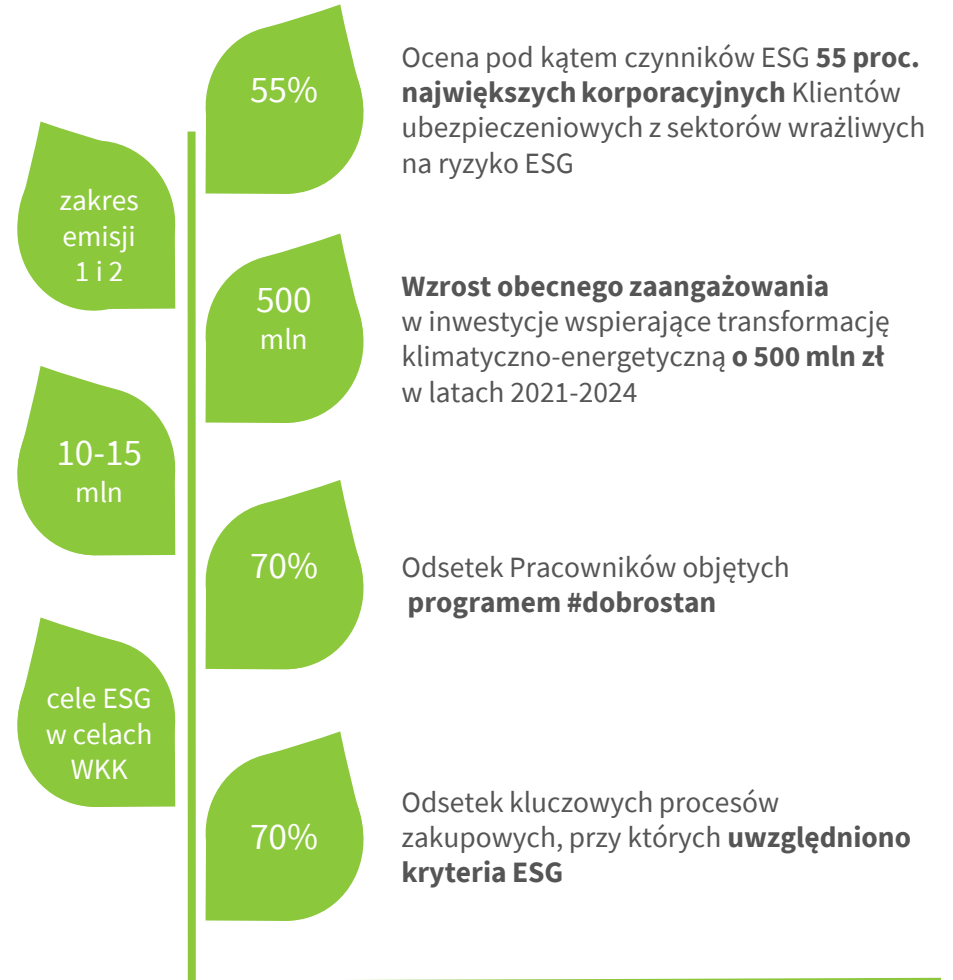 55%
Ocena pod kątem czynników ESG 55 proc.
największych korporacyjnych Klientów
ubezpieczeniowych z sektorów wrażliwych
na ryzyko ESG
zakres
emisji
1 i 2
500
mln
Wzrost obecnego zaangażowania
w inwestycje wspierające transformację
klimatyczno-energetyczną o 500 mln zł
w latach 2021-2024
10-15
mln
70%
Odsetek Pracowników objętych
programem #dobrostan
cele ESG
w celach
WKK
70%
Odsetek kluczowych procesów
zakupowych, przy których uwzględniono
kryteria ESG